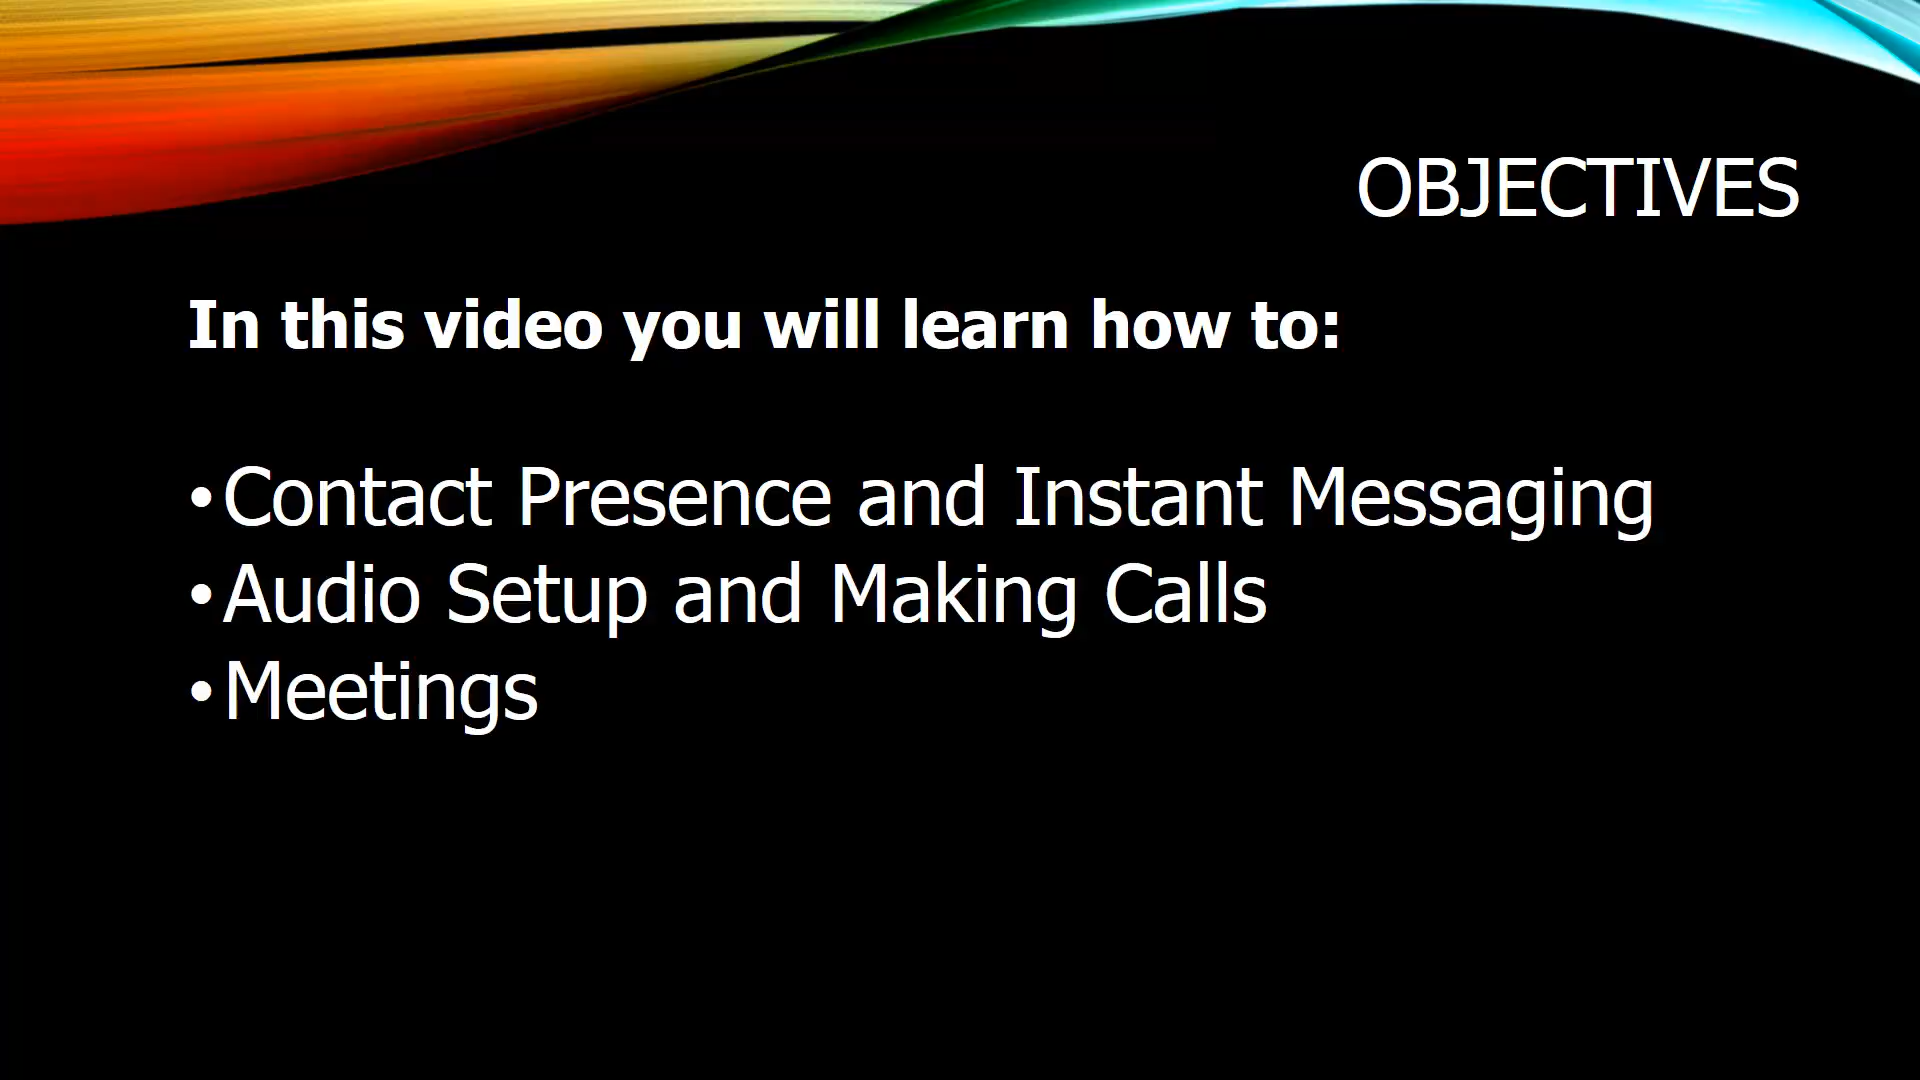 OBJECTIVES
In this video you will learn how to:
•Contact Presence and Instant Messaging
•Audio Setup and Making Calls
•Meetings